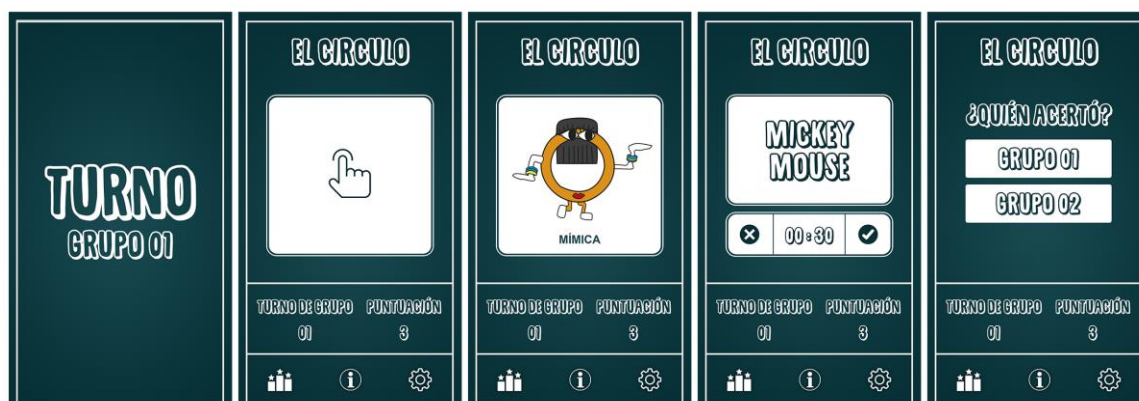 TURNO
GRUPO 01
EL CIRCULO
TURNO DE GRUPO PUNTUACIÓN
01 3
EL CIRCULO
MÍMICA
TURNO DE GRUPO PUNTUACIÓN
01 3
EL CIRCULO
MICKEY
MOUSE
00:30
TURNO DE GRUPO PUNTUACIÓN
01 3
EL CIRCULO
¿QUIÉN ACERTÓ?
GRUPO 01
GRUPO 02
TURNO DE GRUPO PUNTUACIÓN
01 3